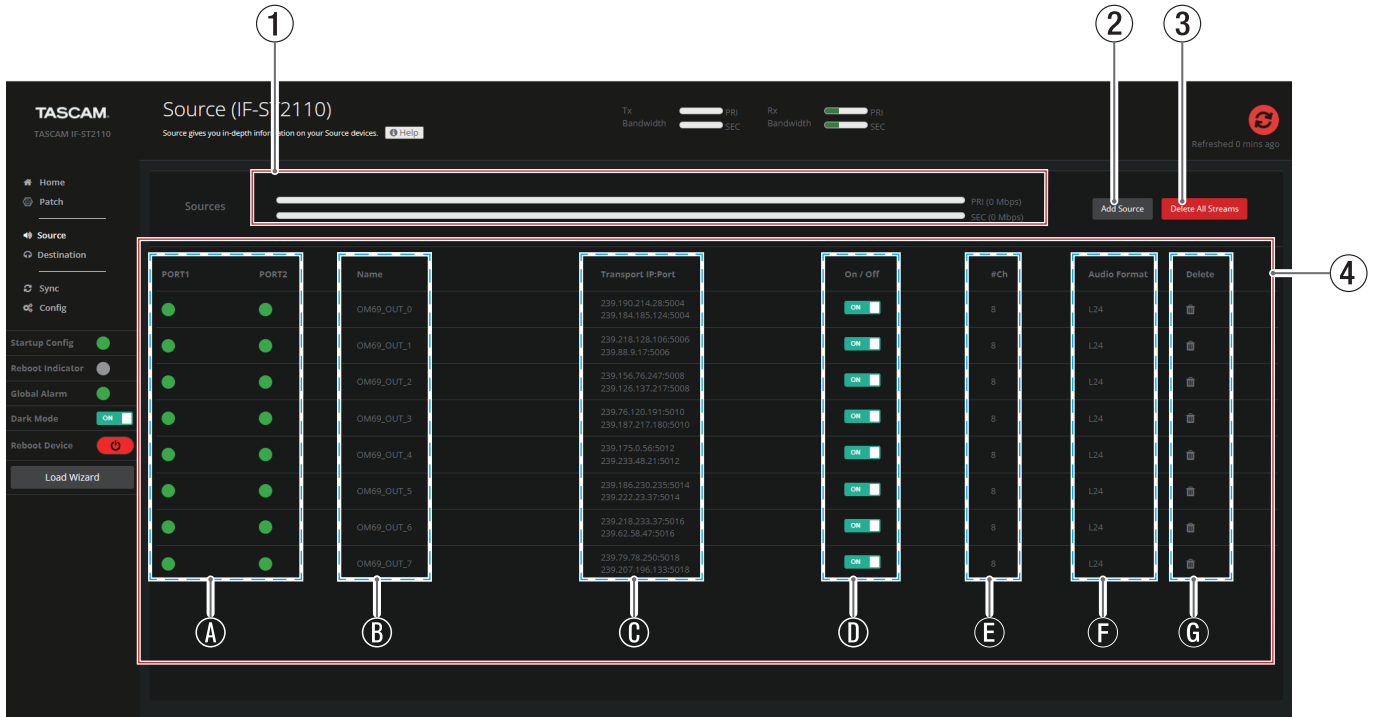 1
2
3
TASCAM.
TASCAM IF-ST2110
Source (IF-ST2110)
Source gives you in-depth information on your Source devices.
Help
Tx
Bandwidth
PRI
SEC
Rx
Bandwidth
PRI
SEC
Refreshed 0 mins ago
Home
Patch
Source
Destination
Sync
Config
Startup Config
Reboot Indicator
Global Alarm
Dark Mode
ON
Reboot Device
Load Wizard
Sources
PRI (0 Mbps)
SEC (0 Mbps)
Add Source
Delete All Streams
4
PORT1 PORT2 Name Transport IP:Port On / Off #Ch Audio Format Delete
OM69_OUT_0 239.190.214.28:5004 ON 8 L24
239.184.185.124:5004
OM69_OUT_1 239.218.128.106:5006 ON 8 L24
239.88.9.17:5006
OM69_OUT_2 239.156.76.247:5008 ON 8 L24
239.126.137.217:5008
OM69_OUT_3 239.76.120.191:5010 ON 8 L24
239.187.217.180:5010
OM69_OUT_4 239.175.0.56:5012 ON 8 L24
239.233.48.21:5012
OM69_OUT_5 239.186.230.235:5014 ON 8 L24
239.222.23.37:5014
OM69_OUT_6 239.218.233.37:5016 ON 8 L24
239.62.58.47:5016
OM69_OUT_7 239.79.78.250:5018 ON 8 L24
239.207.196.133:5018
A B C D E F G